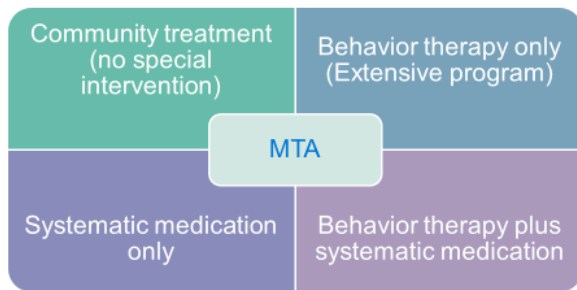 Community treatment
(no special
intervention)
Behavior therapy only
(Extensive program)
MTA
Systematic medication
only
Behavior therapy plus
systematic medication